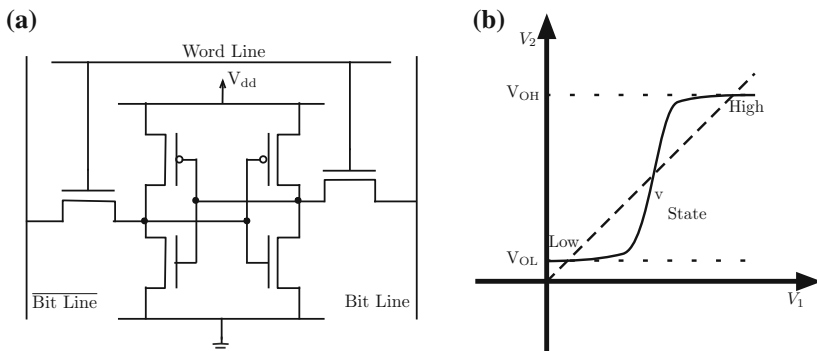 (a)
Word Line
Vdd
Bit Line
Bit Line
(b)
V2
VOH
High
v
State
Low
VOL
V1